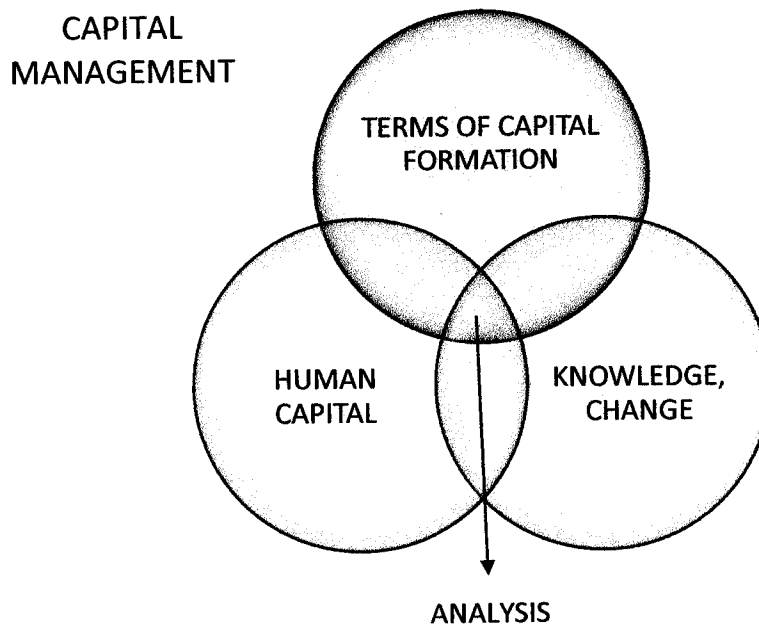 CAPITAL
MANAGEMENT
TERMS OF CAPITAL
FORMATION
HUMAN
CAPITAL
KNOWLEDGE,
CHANGE
ANALYSIS